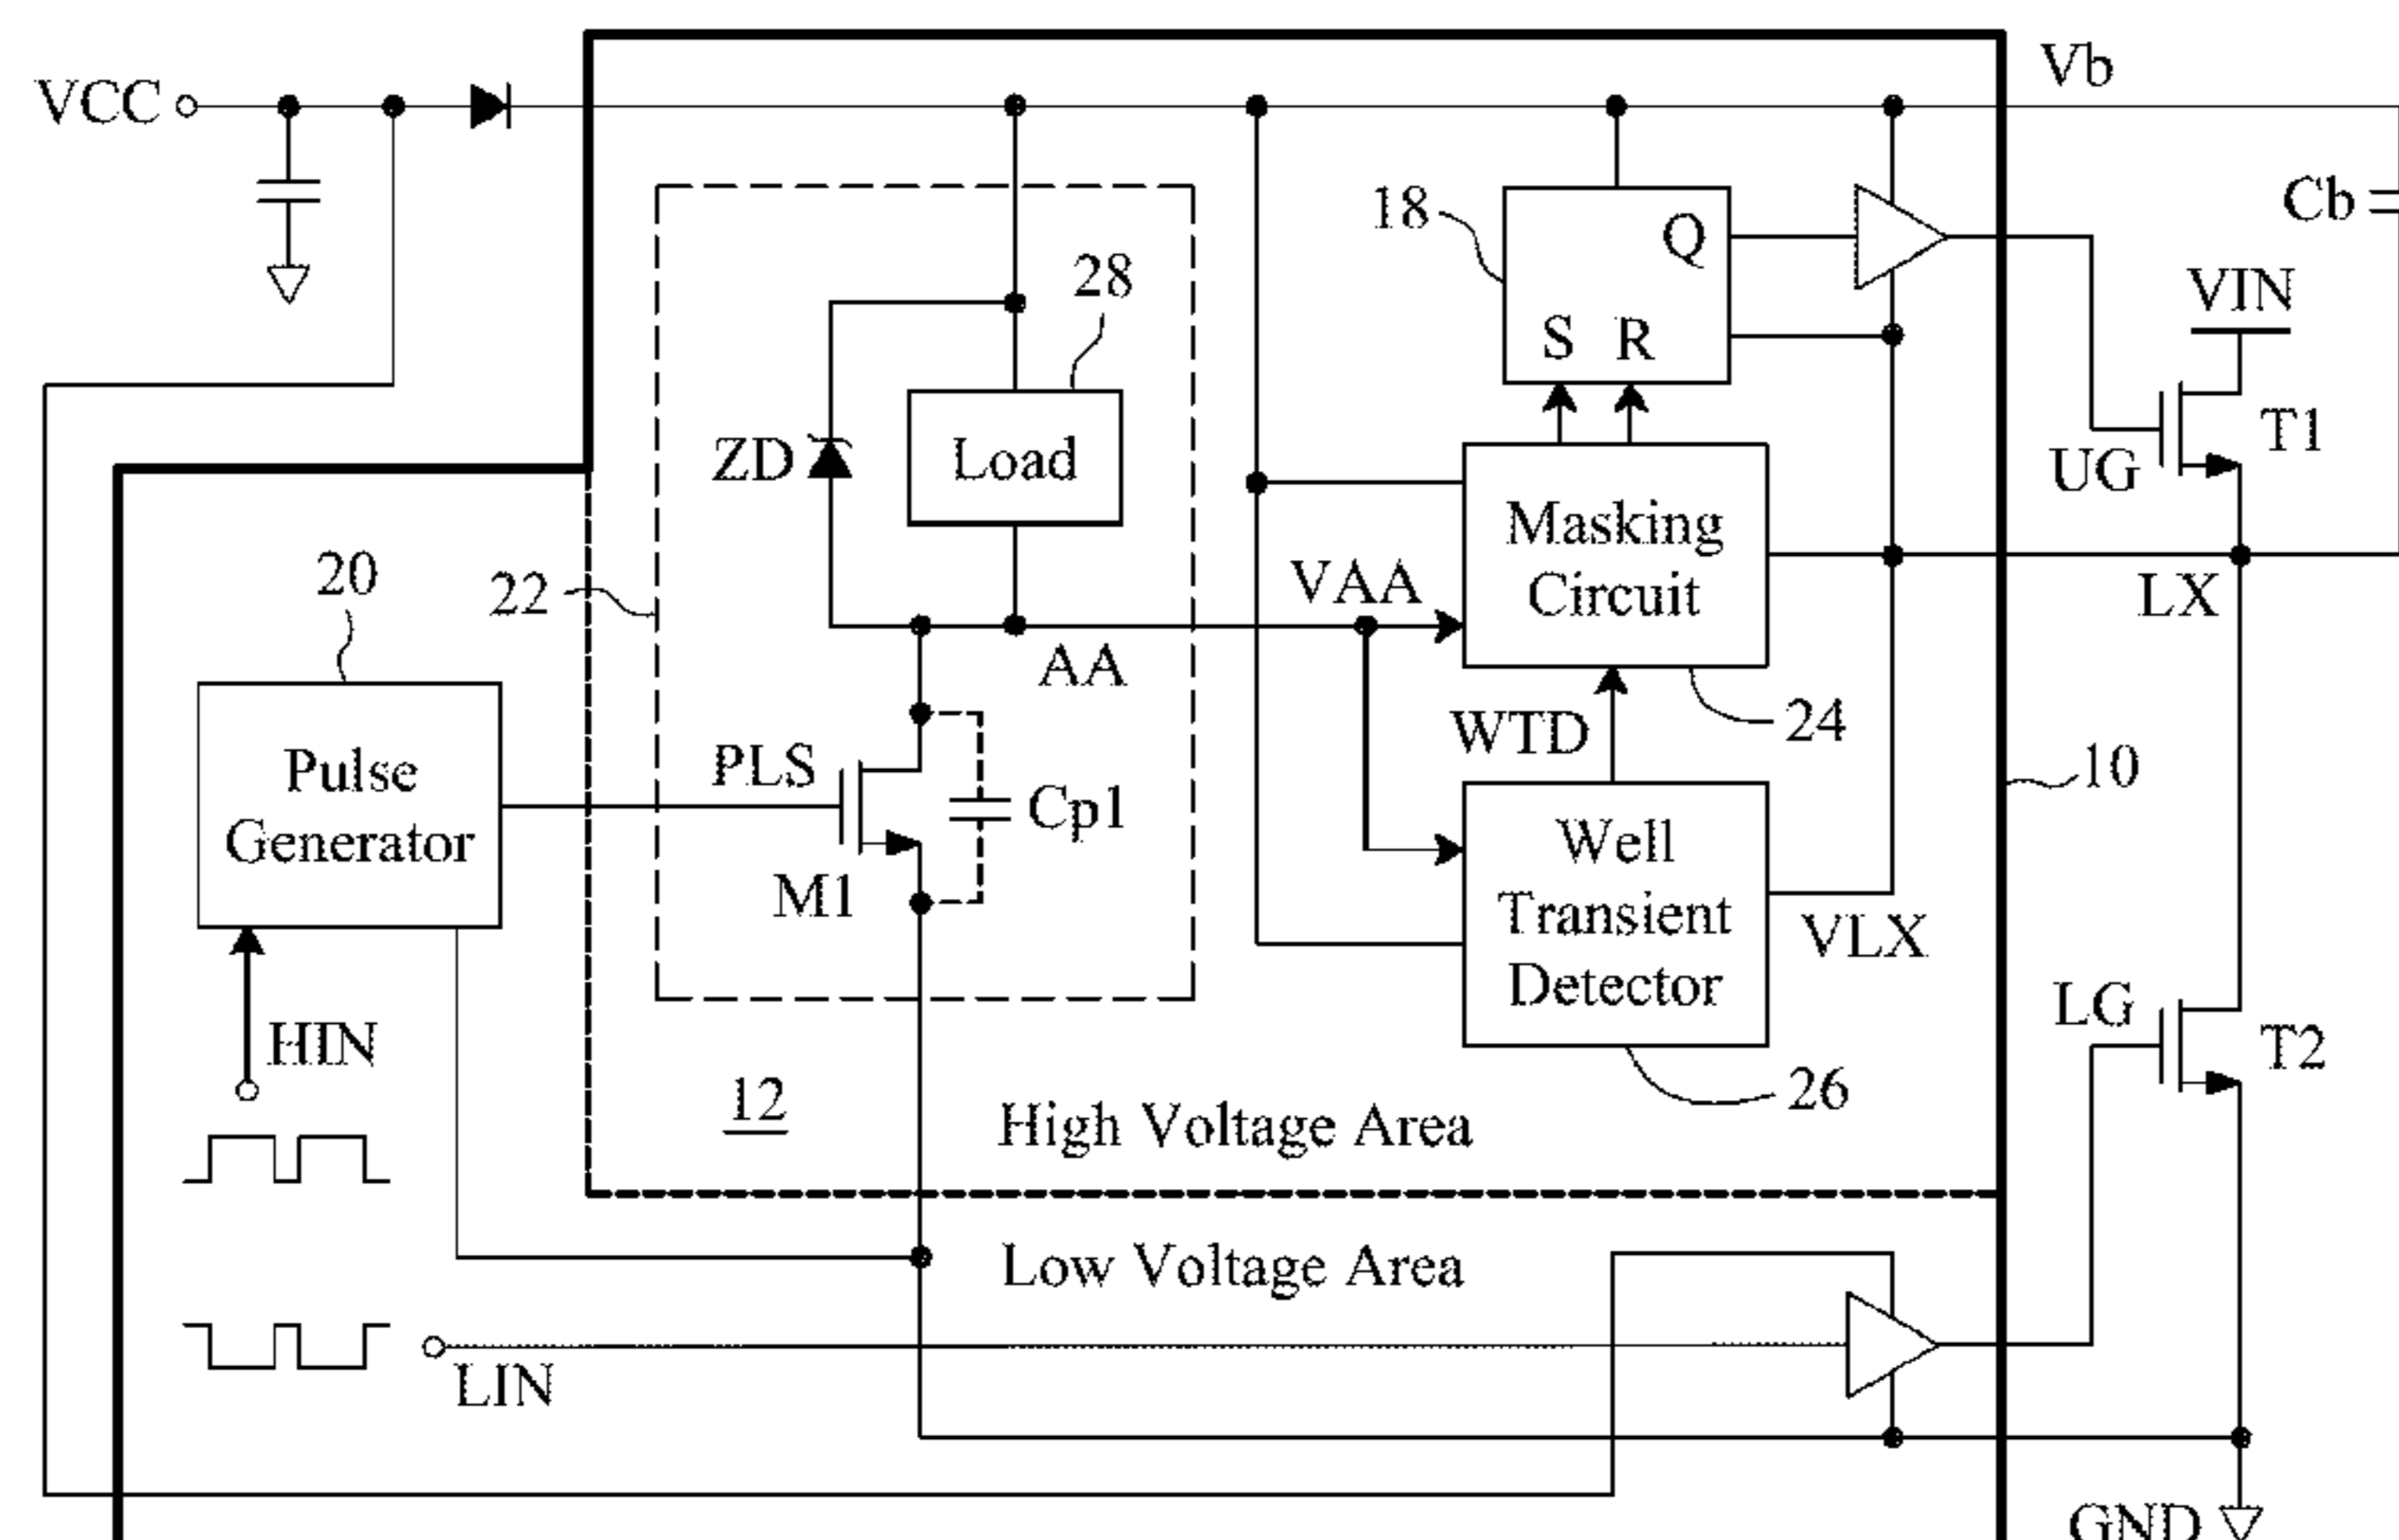 Vb
VCC
Cb
18
Q
28
VIN
S R
T1
ZD
Load
UG
Masking
Circuit
20
22
VAA
LX
AA
24
WTD
10
PLS
Pulse
Generator
Cp1
Well
Transient
Detector
M1
VLX
LG
HIN
T2
12
26
High Voltage Area
Low Voltage Area
LIN
GND